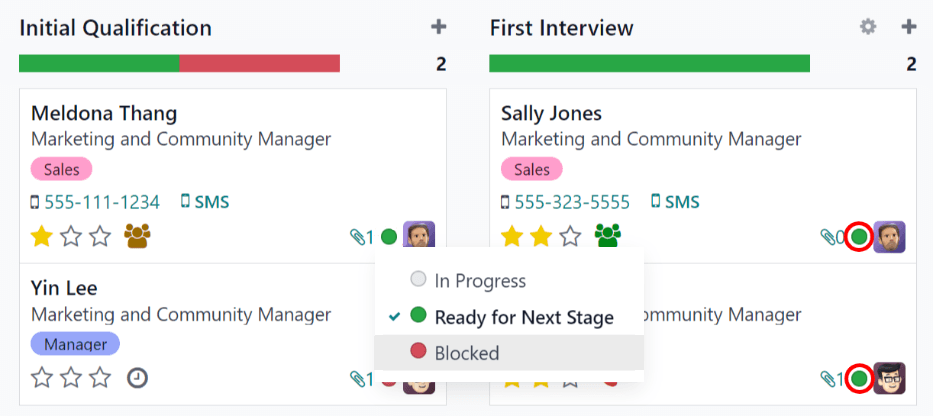 Initial Qualification
2
Meldona Thang
Marketing and Community Manager
Sales
555-111-1234 SMS
1
Yin Lee
Marketing and Community Manager
Manager
1
First Interview
2
Sally Jones
Marketing and Community Manager
Sales
555-323-5555 SMS
0
mmunity Manager
1
In Progress
Ready for Next Stage
Blocked